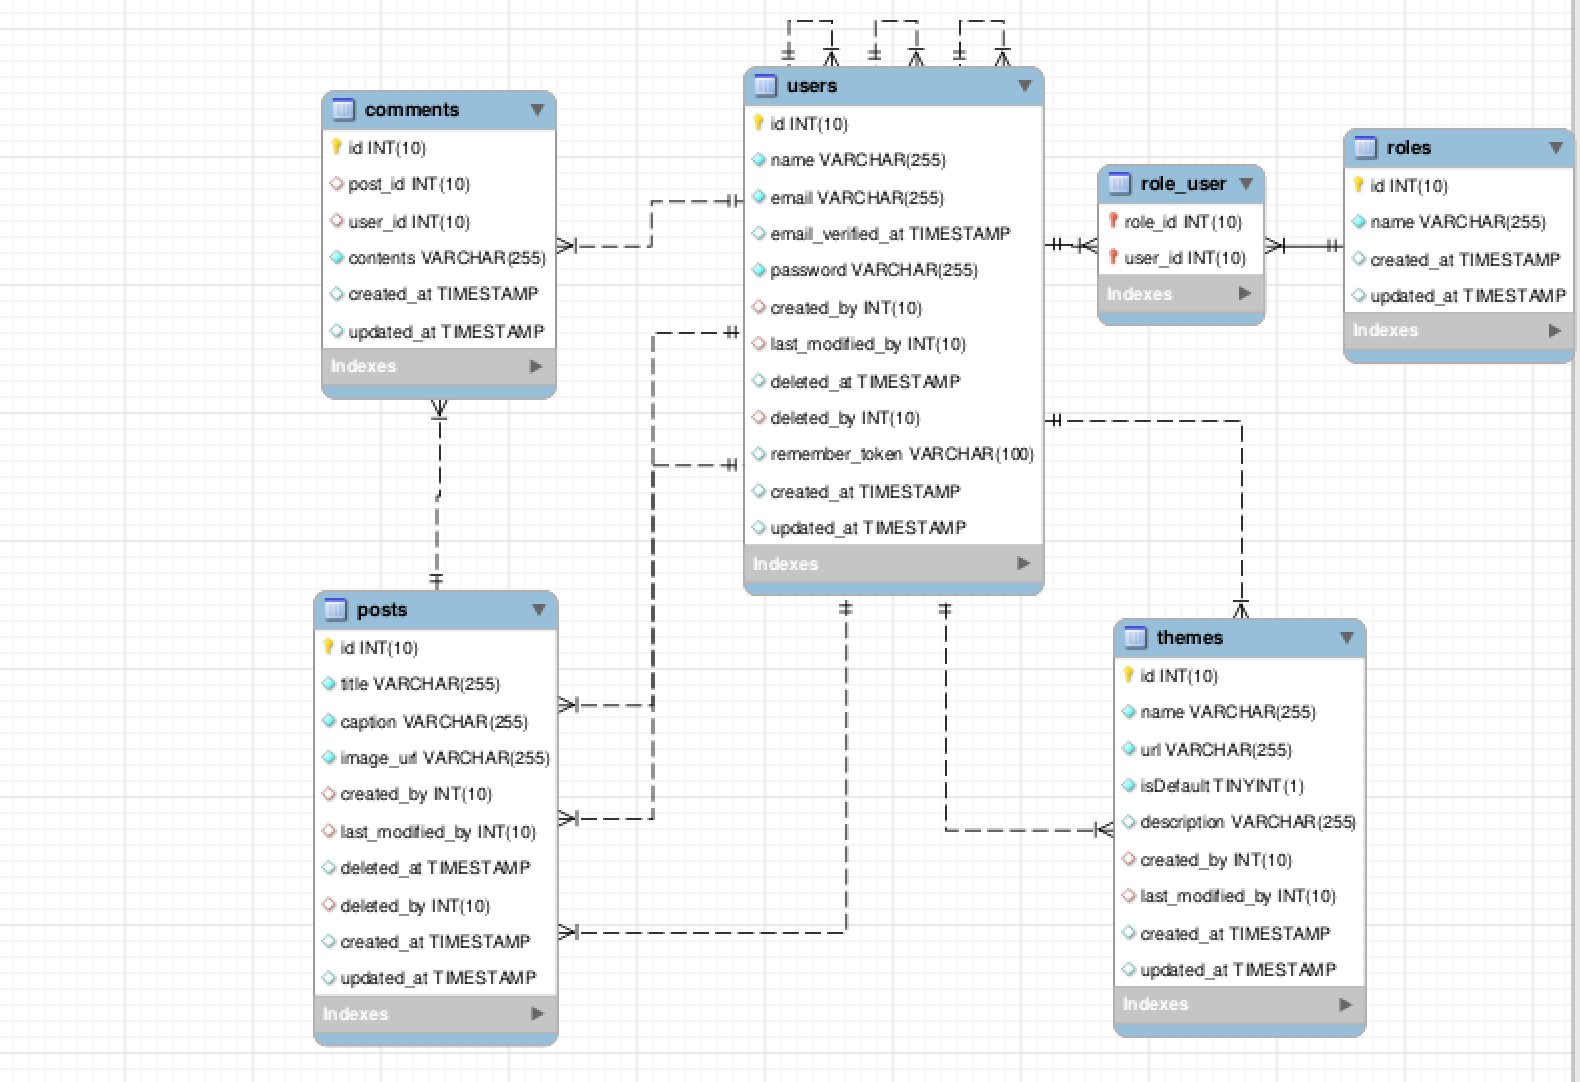 comments
id INT(10)
post_id INT(10)
user_id INT(10)
contents VARCHAR(255)
created_at TIMESTAMP
updated_at TIMESTAMP
Indexes
users
id INT(10)
name VARCHAR(255)
email VARCHAR(255)
email_verified_at TIMESTAMP
password VARCHAR(255)
created_by INT(10)
last_modified_by INT(10)
deleted_at TIMESTAMP
deleted_by INT(10)
remember_token VARCHAR(100)
created_at TIMESTAMP
updated_at TIMESTAMP
Indexes
role_user
role_id INT(10)
user_id INT(10)
Indexes
roles
id INT(10)
name VARCHAR(255)
created_at TIMESTAMP
updated_at TIMESTAMP
Indexes
posts
id INT(10)
title VARCHAR(255)
caption VARCHAR(255)
image_url VARCHAR(255)
created_by INT(10)
last_modified_by INT(10)
deleted_at TIMESTAMP
deleted_by INT(10)
created_at TIMESTAMP
updated_at TIMESTAMP
Indexes
themes
id INT(10)
name VARCHAR(255)
url VARCHAR(255)
isDefault TINYINT(1)
description VARCHAR(255)
created_by INT(10)
last_modified_by INT(10)
created_at TIMESTAMP
updated_at TIMESTAMP
Indexes